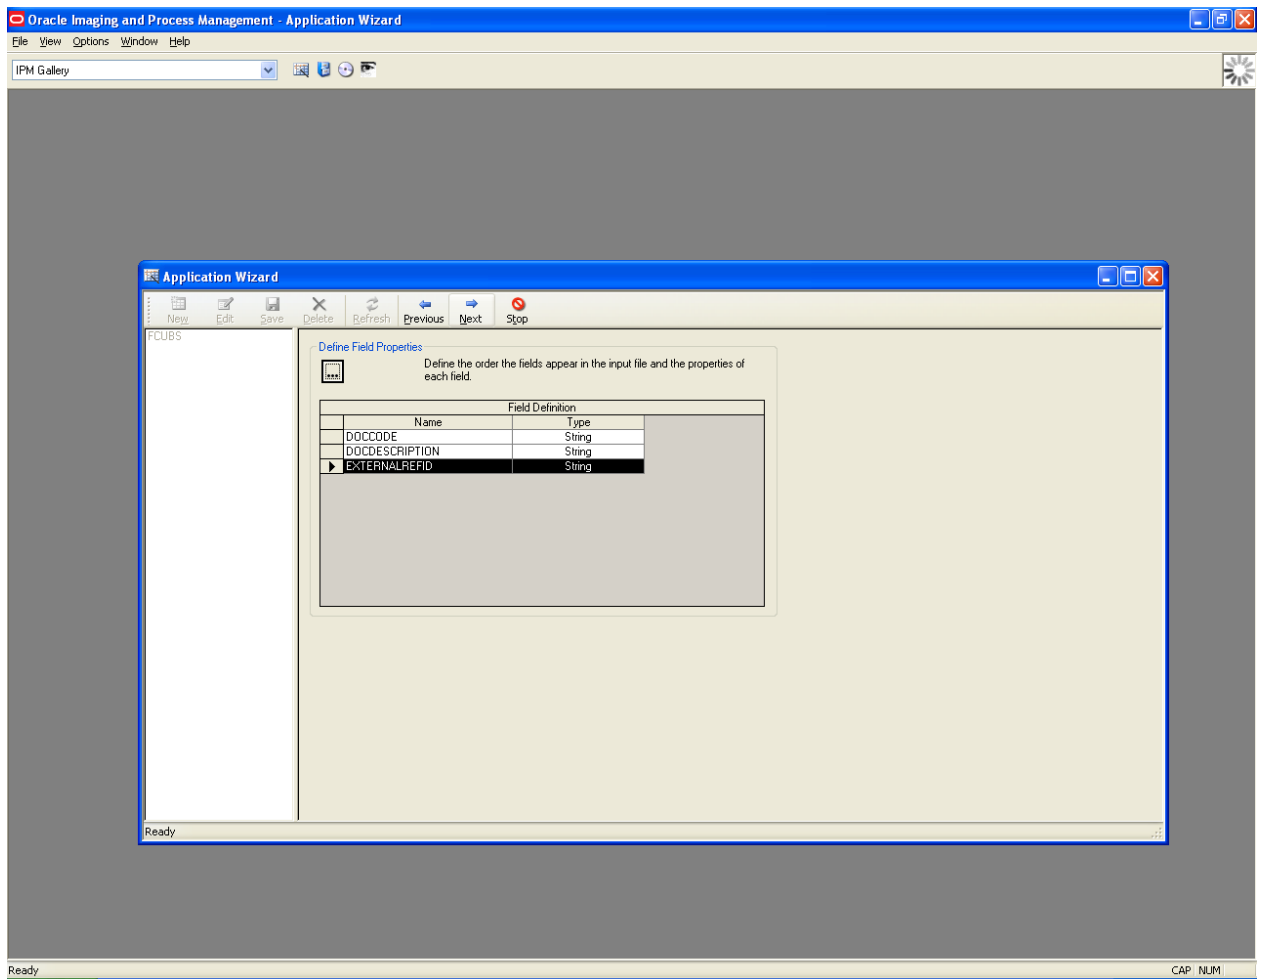 Oracle Imaging and Process Management - Application Wizard
File View Options Window Help
IPM Gallery
Application Wizard
New Edit Save Delete Refresh Previous Next Stop
FCUBS
Define Field Properties
Define the order the fields appear in the input file and the properties of
each field.
...
Field Definition
Name Type
DOCCODE String
DOCDESCRIPTION String
EXTERNALREFID String
Ready
Ready CAP NUM